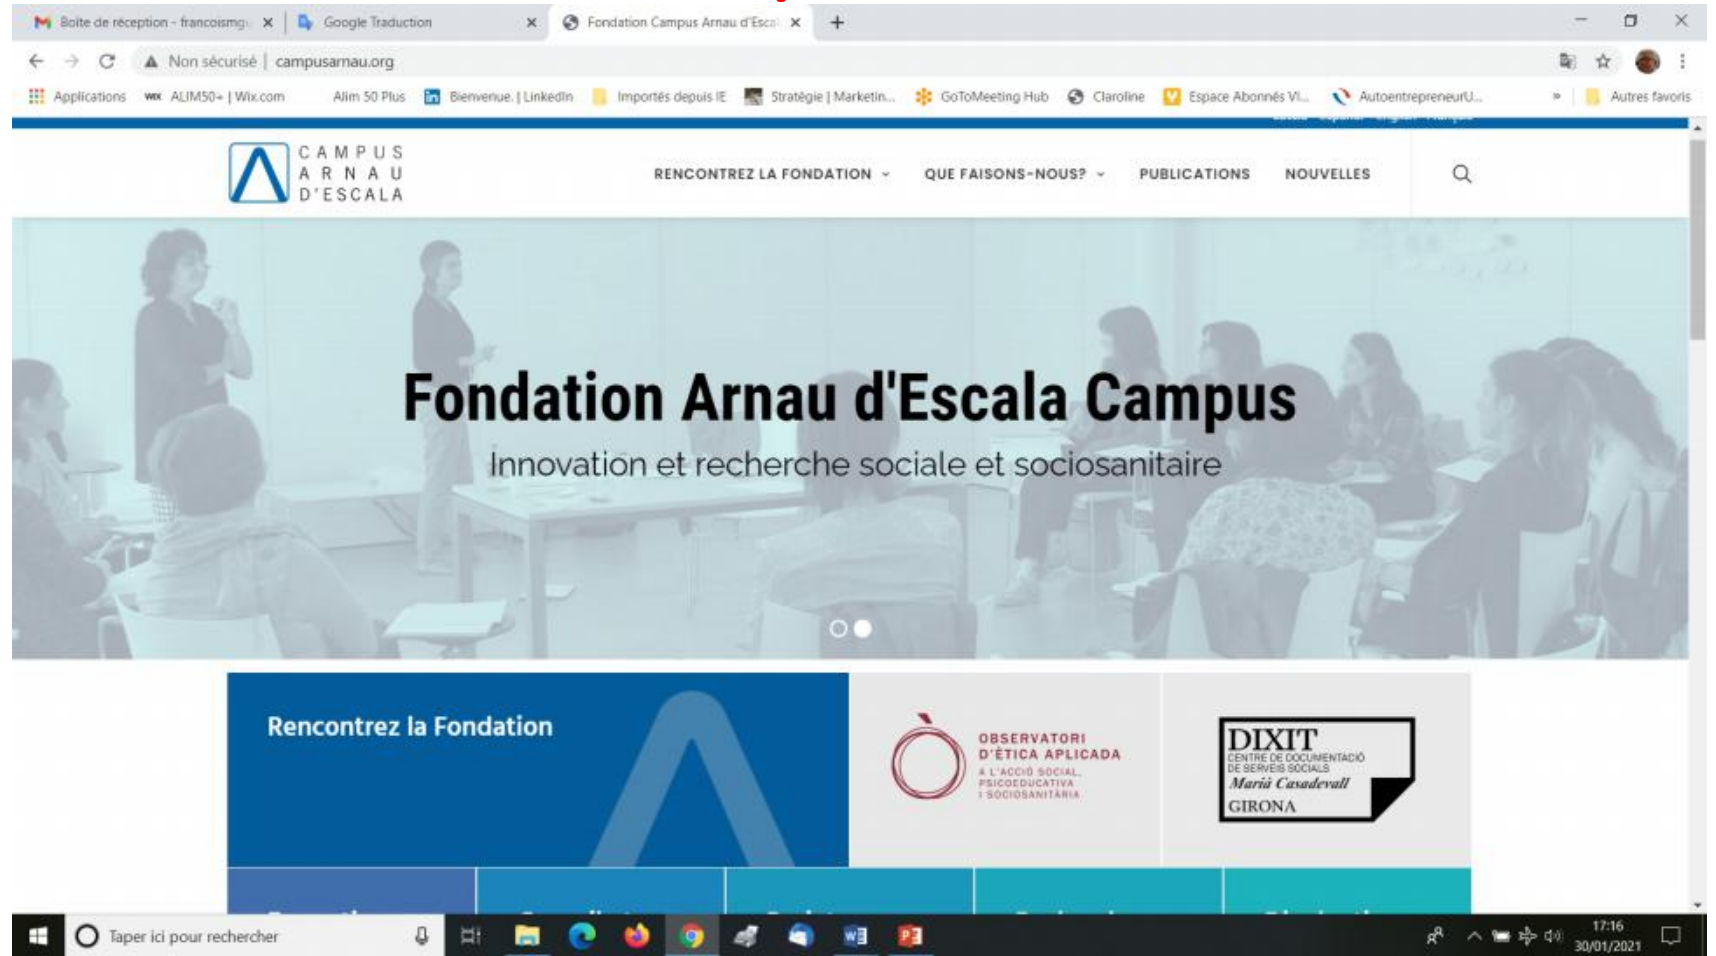 Boîte de réception - francoismg
Google Traduction
Fondation Campus Arnau d'Esca
Non sécurisé | campusarnau.org
Applications
WIX ALIM50+ | Wix.com
Alim 50 Plus
Bienvenue. | LinkedIn
Importés depuis IE
Stratégie | Marketin...
GoToMeeting Hub
Claroline
Espace Abonnés VI...
AutoentrepreneurU...
»
Autres favoris
CAMPUS
ARNAU
D'ESCALA
RENCONTREZ LA FONDATION
QUE FAISONS-NOUS?
PUBLICATIONS
NOUVELLES
Fondation Arnau d'Escala Campus
Innovation et recherche sociale et sociosanitaire
Rencontrez la Fondation
OBSERVATORI
D'ÈTICA APLICADA
A L'ACCIÓ SOCIAL,
PSICOEDUCATIVA
I SOCIOSANITÀRIA
DIXIT
CENTRE DE DOCUMENTACIÓ
DE SERVEIS SOCIALS
Marià Casadevall
GIRONA
Taper ici pour rechercher
17:16
30/01/2021